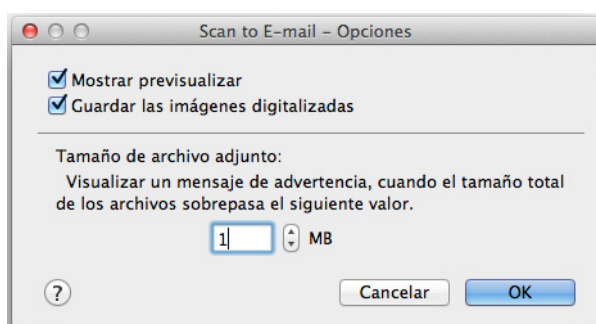 Scan to E-mail – Opciones
Mostrar previsualizar
Guardar las imágenes digitalizadas
Tamaño de archivo adjunto:
Visualizar un mensaje de advertencia, cuando el tamaño total
de los archivos sobrepasa el siguiente valor.
1 MB
? Cancelar OK